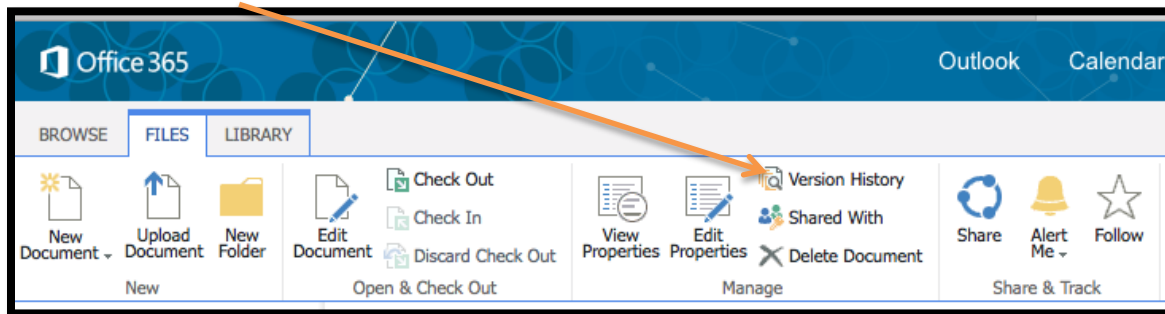 Office 365
Outlook Calendar
BROWSE FILES LIBRARY
New
Document
Upload
Document
New
Folder
Edit
Document
Check Out
Check In
Discard Check Out
View
Properties
Edit
Properties
Version History
Shared With
Delete Document
Share
Alert
Me
Follow
New
Open & Check Out
Manage
Share & Track